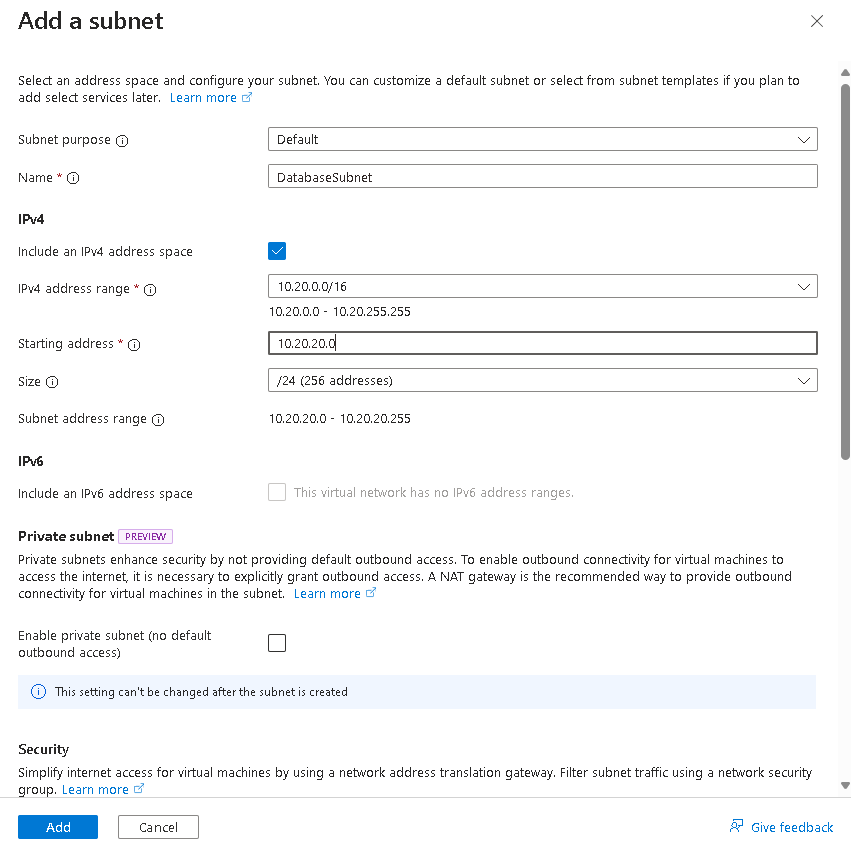 Add a subnet
Select an address space and configure your subnet. You can customize a default subnet or select from subnet templates if you plan to
add select services later. Learn more
Subnet purpose
Default
Name *
DatabaseSubnet
IPv4
Include an IPv4 address space
IPv4 address range *
10.20.0.0/16
10.20.0.0 - 10.20.255.255
Starting address *
10.20.20.0
Size
/24 (256 addresses)
Subnet address range
10.20.20.0 - 10.20.20.255
IPv6
Include an IPv6 address space
This virtual network has no IPv6 address ranges.
Private subnet PREVIEW
Private subnets enhance security by not providing default outbound access. To enable outbound connectivity for virtual machines to
access the internet, it is necessary to explicitly grant outbound access. A NAT gateway is the recommended way to provide outbound
connectivity for virtual machines in the subnet. Learn more
Enable private subnet (no default
outbound access)
This setting can't be changed after the subnet is created
Security
Simplify internet access for virtual machines by using a network address translation gateway. Filter subnet traffic using a network security
group. Learn more
Add
Cancel
Give feedback